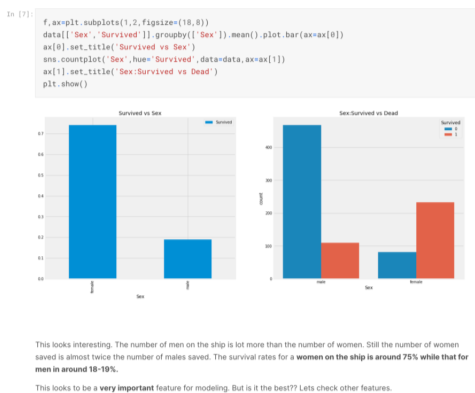 In [7]:
f,ax=plt.subplots(1,2,figsize=(18,8))
data[['Sex','Survived']].groupby(['Sex']).mean().plot.bar(ax=ax[0])
ax[0].set_title('Survived vs Sex')
sns.countplot('Sex',hue='Survived',data=data,ax=ax[1])
ax[1].set_title('Sex:Survived vs Dead')
plt.show()
Survived vs Sex
Survived
0.7
0.6
0.5
0.4
0.3
0.2
0.1
0.0
female
male
Sex
Sex:Survived vs Dead
Survived
0
1
count
400
300
200
100
0
male
female
Sex
This looks interesting. The number of men on the ship is lot more than the number of women. Still the number of women
saved is almost twice the number of males saved. The survival rates for a women on the ship is around 75% while that for
men in around 18-19%.
This looks to be a very important feature for modeling. But is it the best?? Lets check other features.